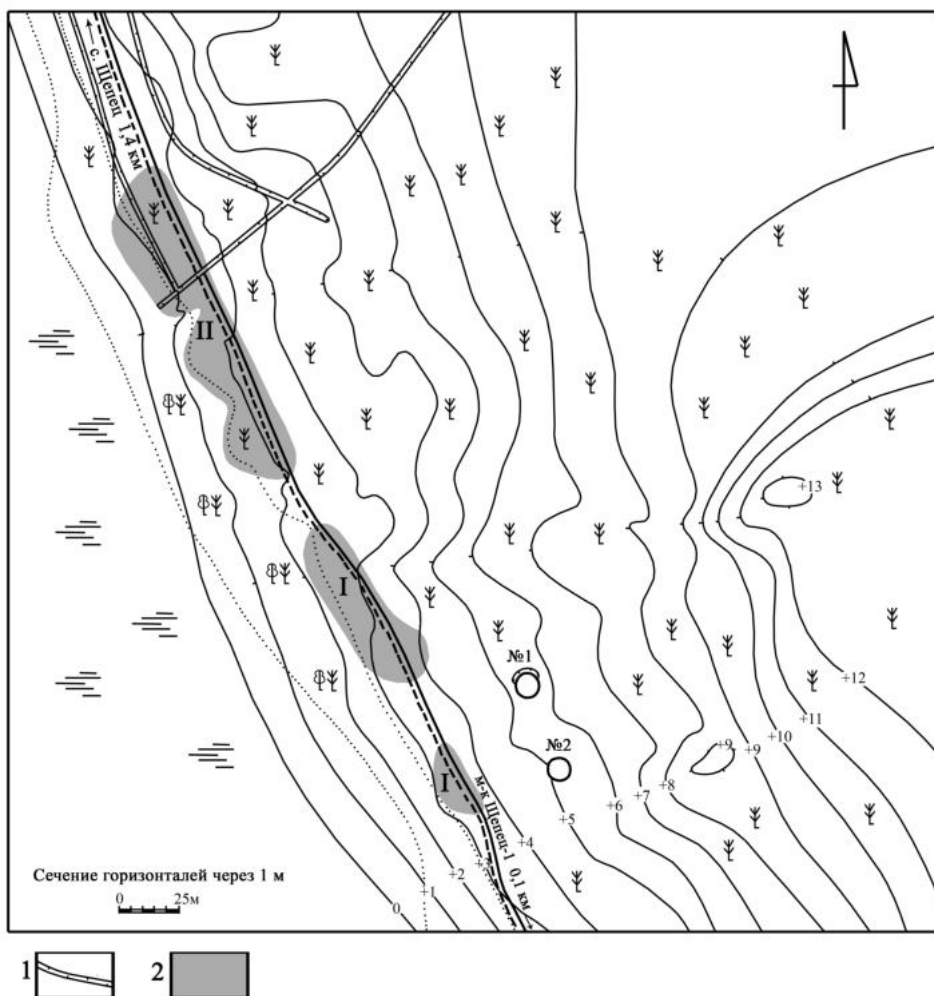 с. Щепец 1,4 км
II
I
I
№1
№2
м-к Щепец-1 0,1 км
+13
+12
+11
+10
+9
+9
+8
+7
+6
+5
+4
+3
+2
+1
0
Сечение горизонталей через 1 м
0 25м
1
2